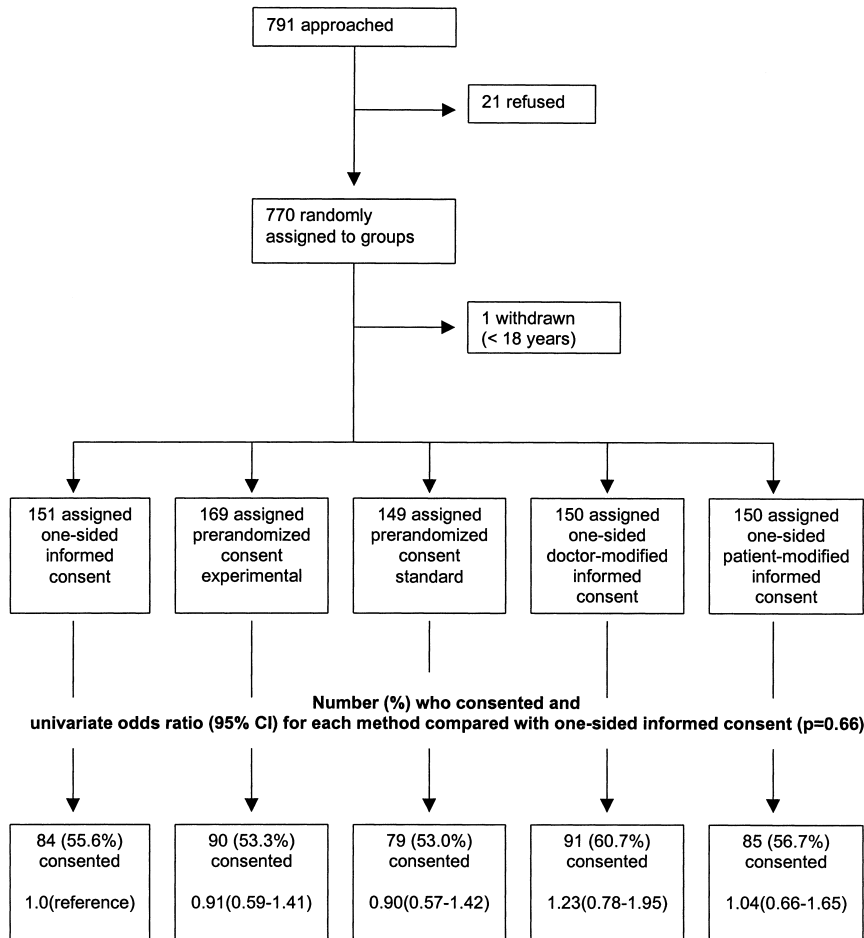 791 approached
21 refused
770 randomly
assigned to groups
1 withdrawn
(< 18 years)
151 assigned
one-sided
informed
consent
169 assigned
prerandomized
consent
experimental
149 assigned
prerandomized
consent
standard
150 assigned
one-sided
doctor-modified
informed
consent
150 assigned
one-sided
patient-modified
informed
consent
Number (%) who consented and
univariate odds ratio (95% CI) for each method compared with one-sided informed consent (p=0.66)
84 (55.6%)
consented
1.0(reference)
90 (53.3%)
consented
0.91(0.59-1.41)
79 (53.0%)
consented
0.90(0.57-1.42)
91 (60.7%)
consented
1.23(0.78-1.95)
85 (56.7%)
consented
1.04(0.66-1.65)